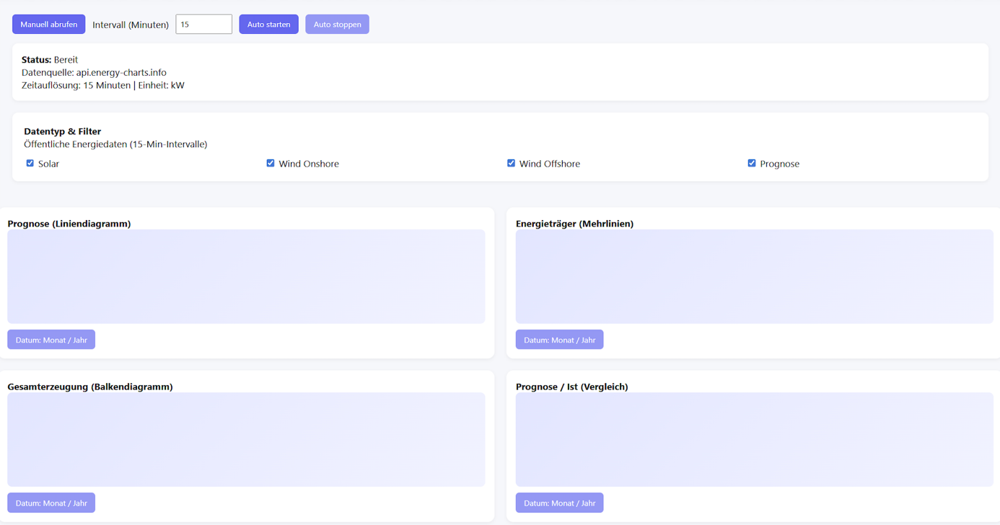 Manuell abrufen Intervall (Minuten) 15 Auto starten Auto stoppen
Status: Bereit
Datenquelle: api.energy-charts.info
Zeitauflösung: 15 Minuten | Einheit: kW
Datentyp & Filter
Öffentliche Energiedaten (15-Min-Intervalle)
Solar Wind Onshore Wind Offshore Prognose
Prognose (Liniendiagramm)
Datum: Monat / Jahr
Energieträger (Mehrlinien)
Datum: Monat / Jahr
Gesamterzeugung (Balkendiagramm)
Datum: Monat / Jahr
Prognose / Ist (Vergleich)
Datum: Monat / Jahr